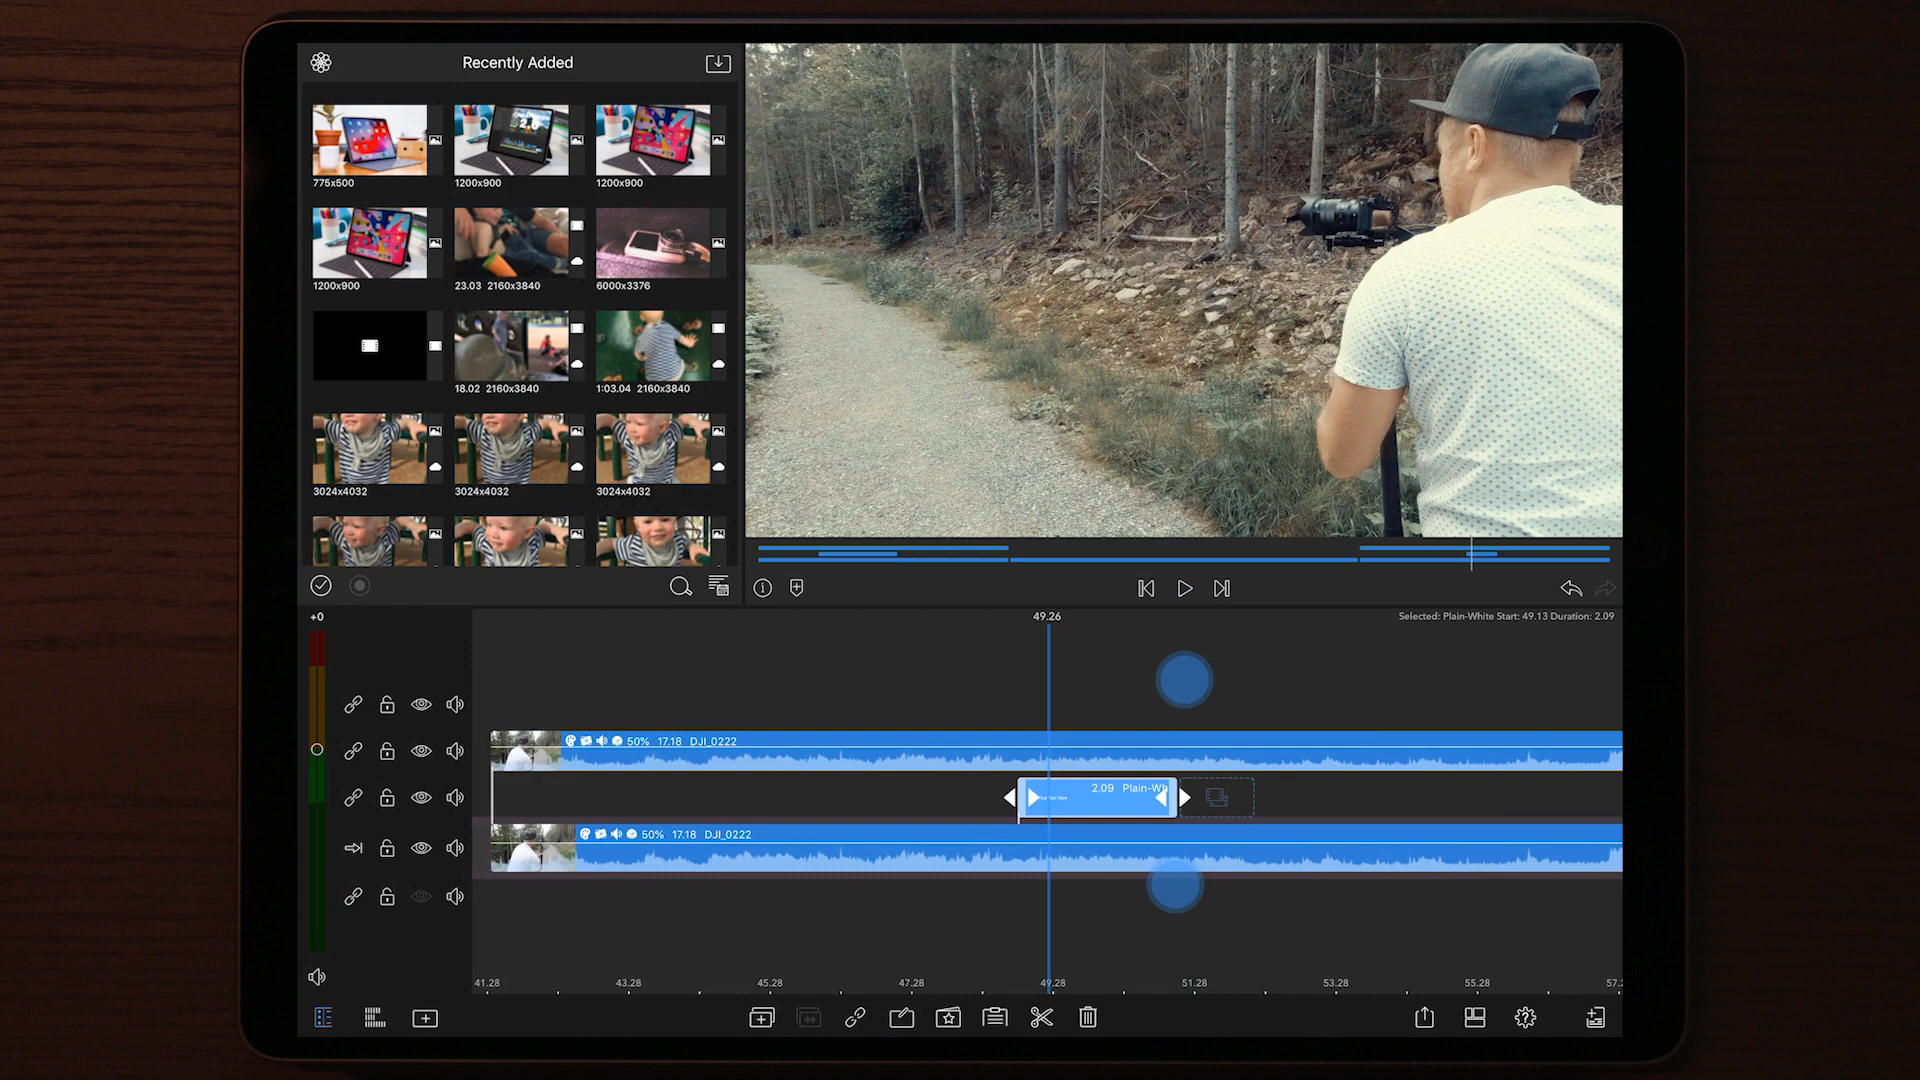 Recently Added
775x500
1200x900
1200x900
1200x900
23.03 2160x3840
6000x3376
18.02 2160x3840
1:03.04 2160x3840
3024x4032
3024x4032
3024x4032
+0
49.26
Selected: Plain-White Start: 49.13 Duration: 2.09
50% 17.18 DJI_0222
2.09 Plain-Wh
50% 17.18 DJI_0222
41.28
43.28
45.28
47.28
49.28
51.28
53.28
55.28
57.2